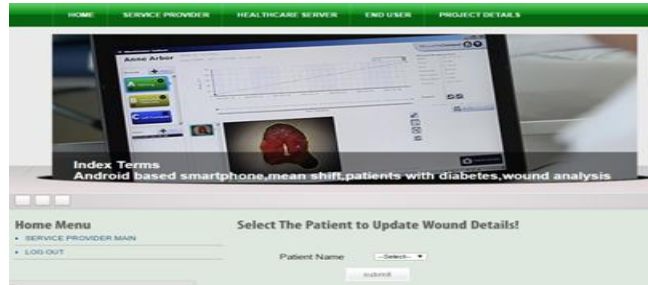 HOME SERVICE PROVIDER HEALTHCARE SERVER END USER PROJECT DETAILS
Anne Arbor
A
B
C
Index Terms
Android based smartphone,mean shift,patients with diabetes,wound analysis
Home Menu
SERVICE PROVIDER MAIN
LOG OUT
Select The Patient to Update Wound Details!
Patient Name --Select--
submit